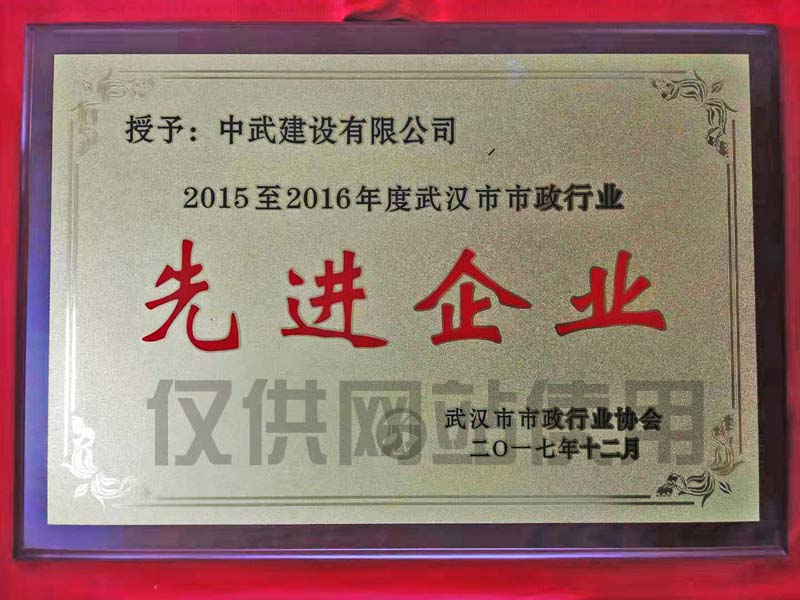 授予：中武建设有限公司
2015至2016年度武汉市市政行业
先进企业
仅供网站使用
武汉市市政行业协会
二〇一七年十二月